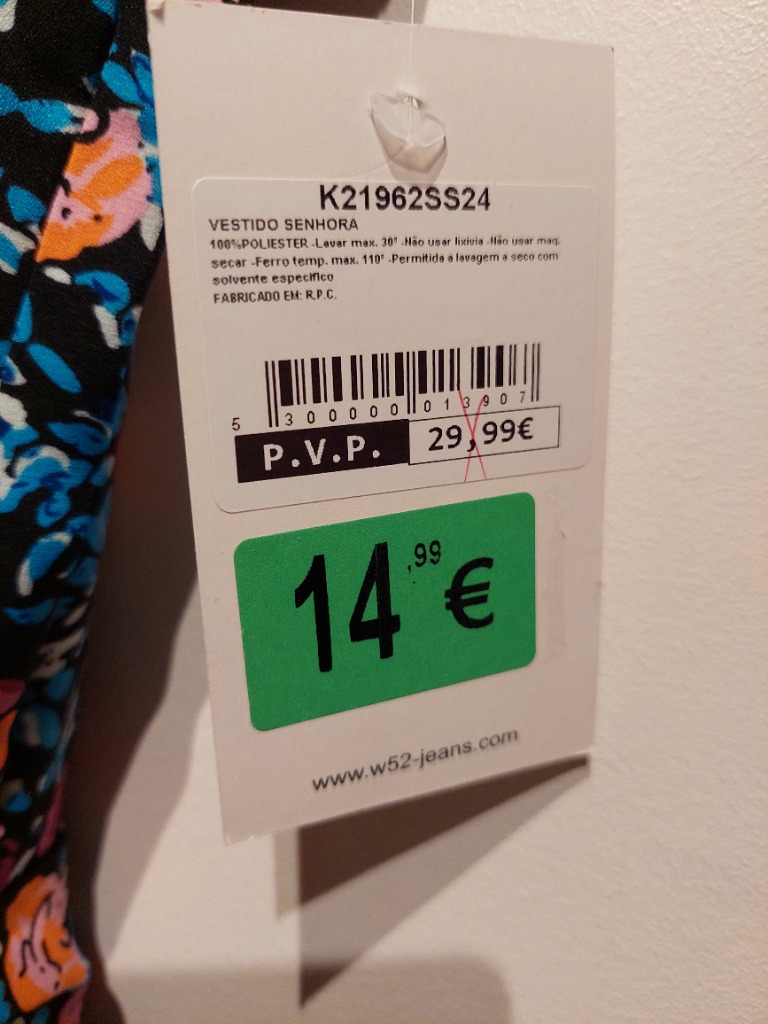 K21962SS24
VESTIDO SENHORA
100%POLIESTER -Lavar max. 30º -Não usar lixivia -Não usar maq.
secar -Ferro temp. max. 110º -Permitida a lavagem a seco com
solvente especifico
FABRICADO EM: R.P.C.
5 300000 013907
P.V.P. 29,99€
14,99€
www.w52-jeans.com